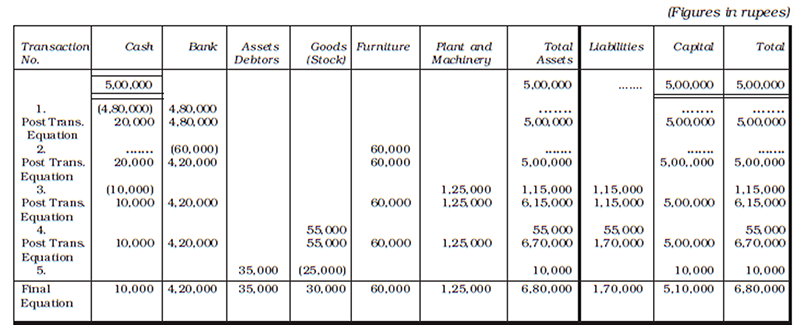 (Figures in rupees)
Transaction No. Cash Bank Assets Debtors Goods (Stock) Furniture Plant and Machinery Total Assets Liabilities Capital Total
5,00,000 5,00,000 ...... 5,00,000 5,00,000
1. (4,80,000) 4,80,000 ....... ....... .......
Post Trans. 20,000 4,80,000 5,00,000 5,00,000 5,00,000
Equation
2. ....... (60,000) 60,000 ....... ....... .......
Post Trans. 20,000 4,20,000 60,000 5,00,000 5,00,,000 5,00,000
Equation
3. (10,000) 1,25,000 1,15,000 1,15,000 1,15,000
Post Trans. 10,000 4,20,000 60,000 1,25,000 6,15,000 1,15,000 5,00,000 6,15,000
Equation
4. 55,000 55,000 55,000 55,000
Post Trans. 10,000 4,20,000 55,000 60,000 1,25,000 6,70,000 1,70,000 5,00,000 6,70,000
Equation
5. 35,000 (25,000) 10,000 10,000 10,000
Final 10,000 4,20,000 35,000 30,000 60,000 1,25,000 6,80,000 1,70,000 5,10,000 6,80,000
Equation